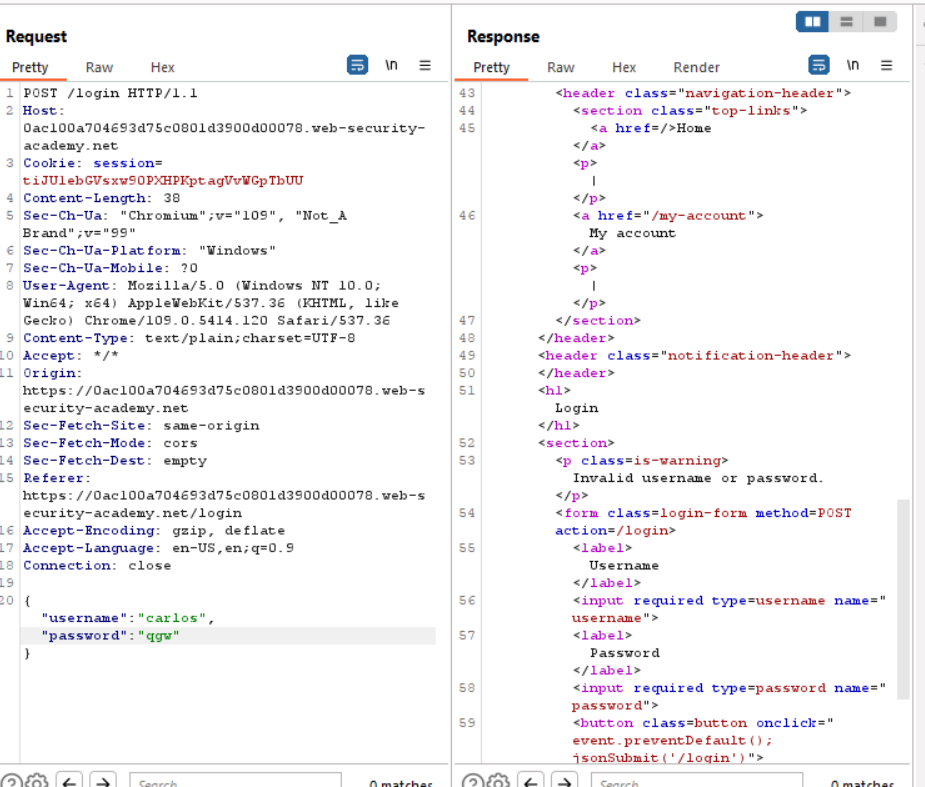 Request
Pretty Raw Hex \n
1 POST /login HTTP/1.1
2 Host:
0ac100a704693d75c0801d3900d00078.web-security-
academy.net
3 Cookie: session=
tiJU1ebGVsxw9OPXHPKptagVvWGpTbUU
4 Content-Length: 38
5 Sec-Ch-Ua: "Chromium";v="109", "Not_A
Brand";v="99"
6 Sec-Ch-Ua-Platform: "Windows"
7 Sec-Ch-Ua-Mobile: ?0
8 User-Agent: Mozilla/5.0 (Windows NT 10.0;
Win64; x64) AppleWebKit/537.36 (KHTML, like
Gecko) Chrome/109.0.5414.120 Safari/537.36
9 Content-Type: text/plain;charset=UTF-8
10 Accept: */*
11 Origin:
https://0ac100a704693d75c0801d3900d00078.web-s
ecurity-academy.net
12 Sec-Fetch-Site: same-origin
13 Sec-Fetch-Mode: cors
14 Sec-Fetch-Dest: empty
15 Referer:
https://0ac100a704693d75c0801d3900d00078.web-s
ecurity-academy.net/login
16 Accept-Encoding: gzip, deflate
17 Accept-Language: en-US,en;q=0.9
18 Connection: close
19
20 {
"username":"carlos",
"password":"qgw"
}
Search
0 matches
Response
Pretty Raw Hex Render \n
43 <header class="navigation-header">
44 <section class="top-links">
45 <a href=/>Home
</a>
<p>
|
</p>
46 <a href="/my-account">
My account
</a>
<p>
|
</p>
47 </section>
48 </header>
49 <header class="notification-header">
50 </header>
51 <h1>
Login
</h1>
52 <section>
53 <p class=is-warning>
Invalid username or password.
</p>
54 <form class=login-form method=POST
action=/login>
55 <label>
Username
</label>
56 <input required type=username name="
username">
57 <label>
Password
</label>
58 <input required type=password name="
password">
59 <button class=button onclick="
event.preventDefault();
jsonSubmit('/login')">
Search
0 matches